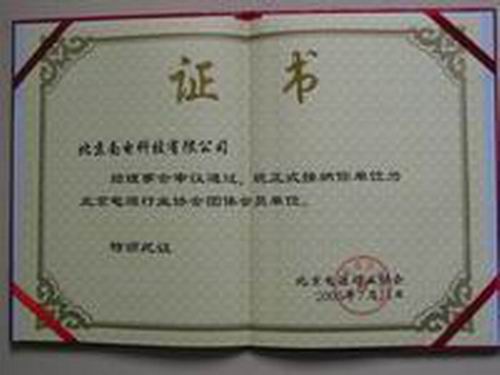 证 书
北京南电科技有限公司
经理事会审议通过，现正式接纳你单位为
北京电源行业协会团体会员单位。
特颁此证
北京电源行业协会